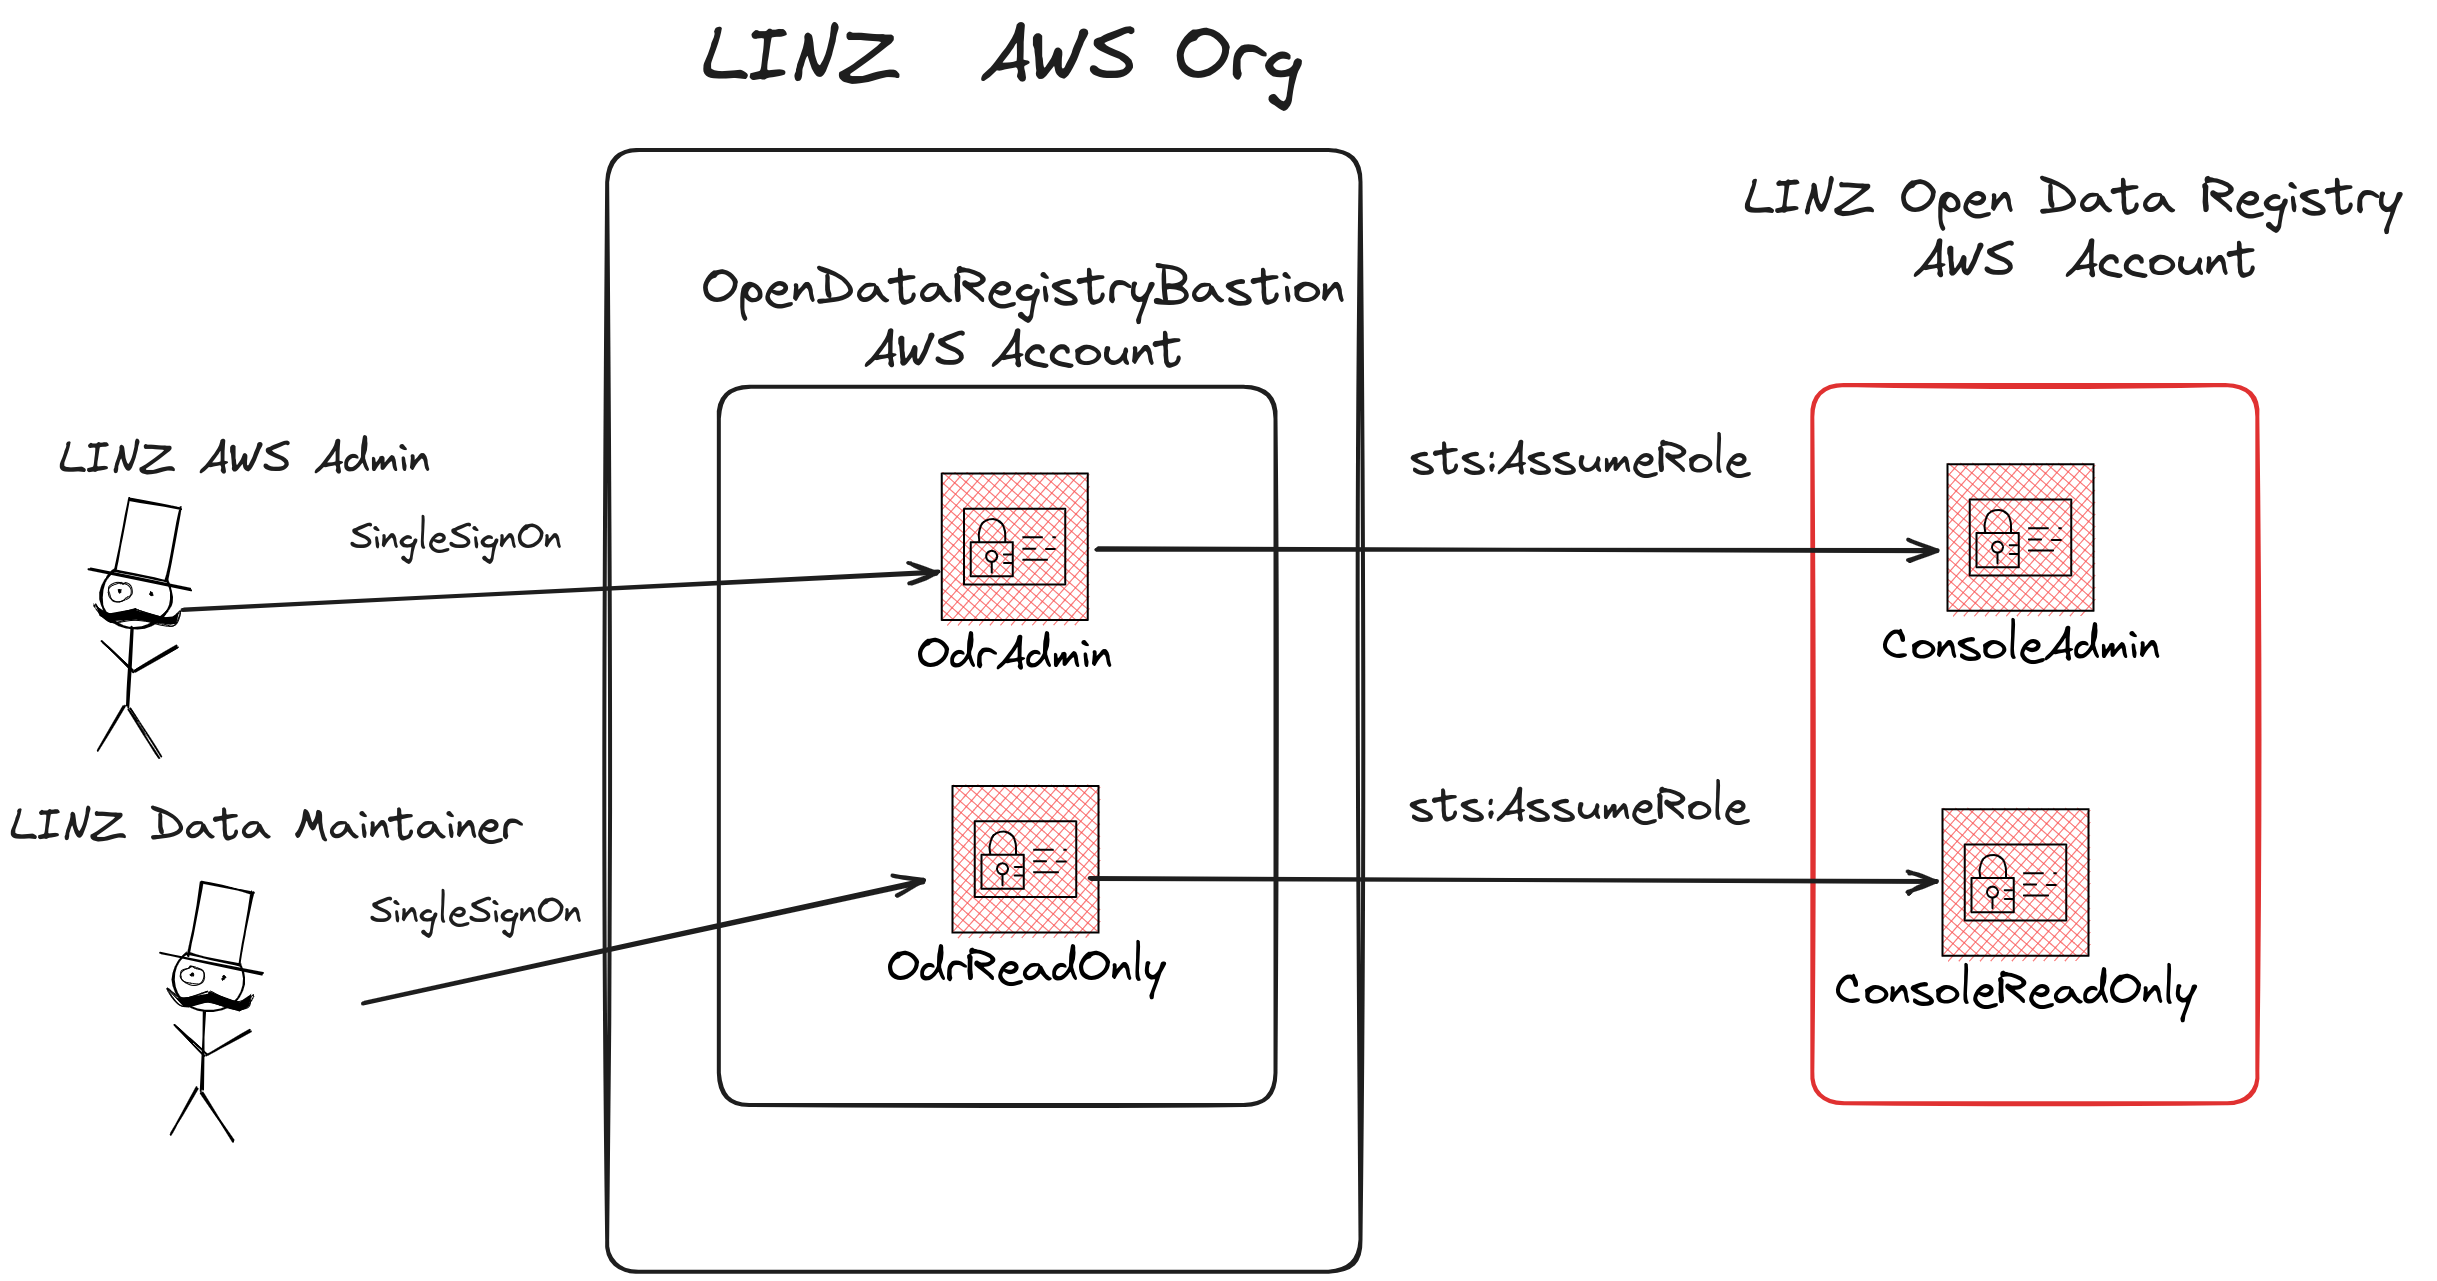 LINZ AWS Org
LINZ Open Data Registry
AWS Account
OpenDataRegistryBastion
AWS Account
LINZ AWS Admin
SingleSignOn
sts:AssumeRole
OdrAdmin
ConsoleAdmin
LINZ Data Maintainer
SingleSignOn
sts:AssumeRole
OdrReadOnly
ConsoleReadOnly